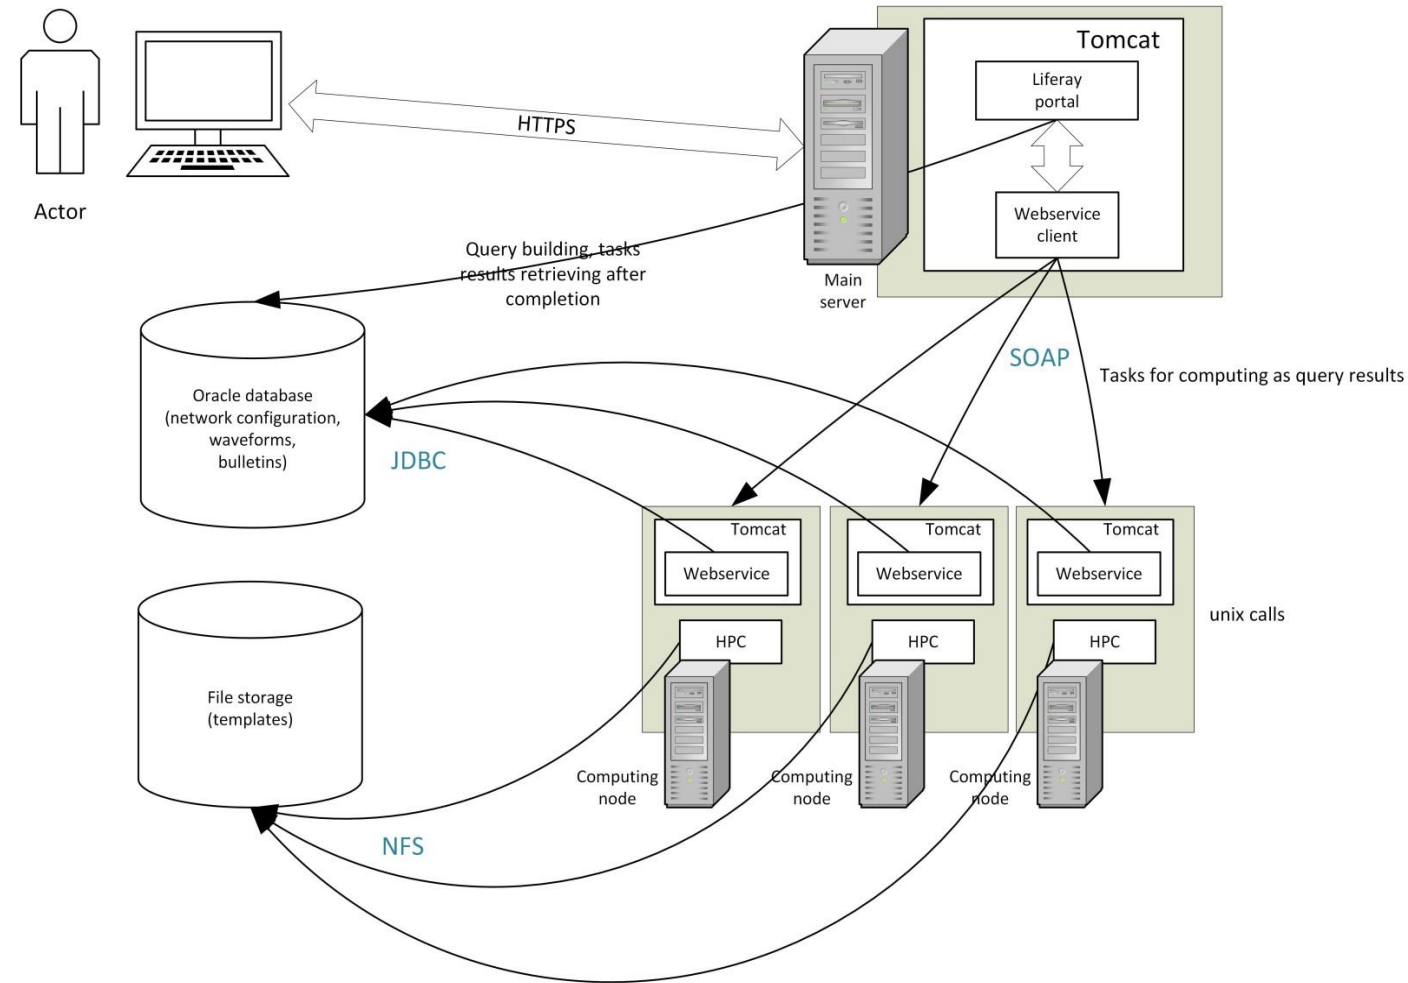 Tomcat
Liferay
portal
HTTPS
Actor
Webservice
client
Query building, tasks
results retrieving after
completion
Main
server
SOAP
Tasks for computing as query results
Oracle database
(network configuration,
waveforms,
bulletins)
JDBC
Tomcat
Tomcat
Tomcat
Webservice
Webservice
Webservice
unix calls
HPC
HPC
HPC
File storage
(templates)
Computing
node
Computing
node
Computing
node
NFS